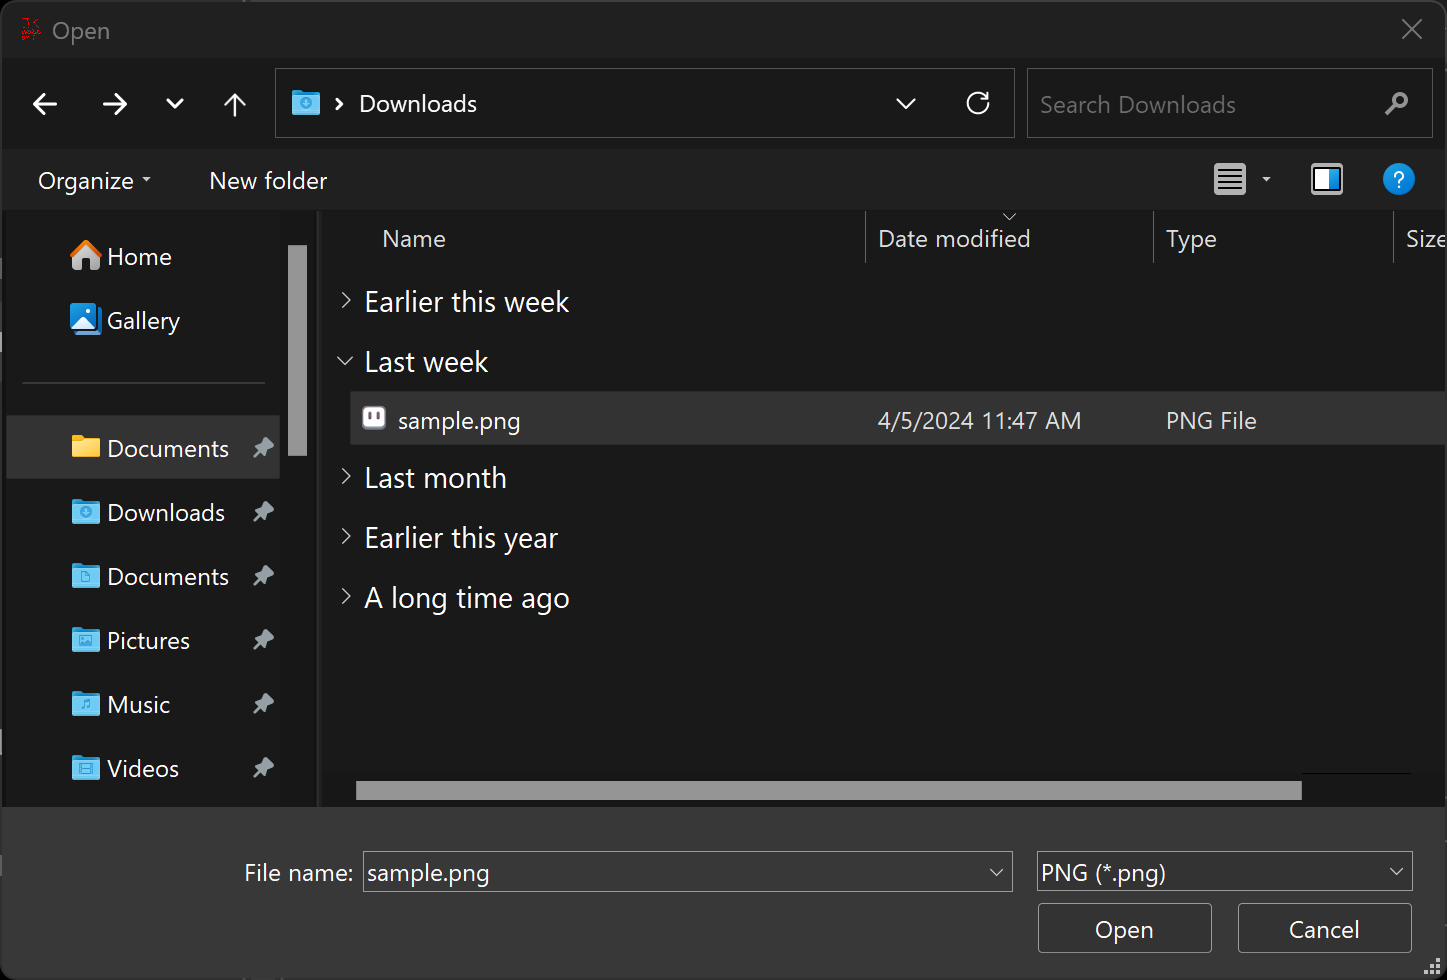 Open
Downloads
Search Downloads
Organize
New folder
?
Name
Date modified
Type
Size
Home
Gallery
Documents
Downloads
Documents
Pictures
Music
Videos
Earlier this week
Last week
sample.png 4/5/2024 11:47 AM PNG File
Last month
Earlier this year
A long time ago
File name: sample.png
PNG (*.png)
Open
Cancel